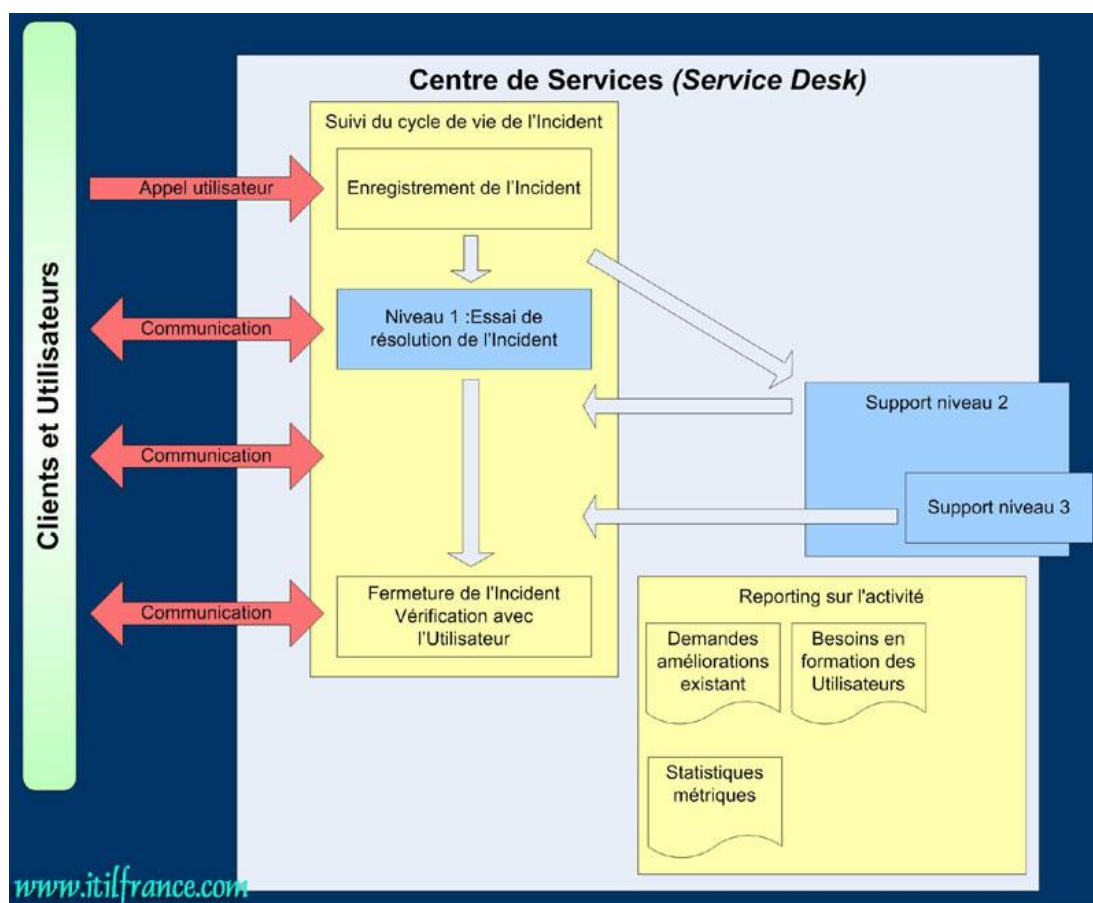 Centre de Services (Service Desk)
Suivi du cycle de vie de l'Incident
Enregistrement de l'Incident
Niveau 1 :Essai de
résolution de l'Incident
Fermeture de l'Incident
Vérification avec
l'Utilisateur
Clients et Utilisateurs
Appel utilisateur
Communication
Communication
Communication
Support niveau 2
Support niveau 3
Reporting sur l'activité
Demandes
améliorations
existant
Besoins en
formation des
Utilisateurs
Statistiques
métriques
www.itilfrance.com